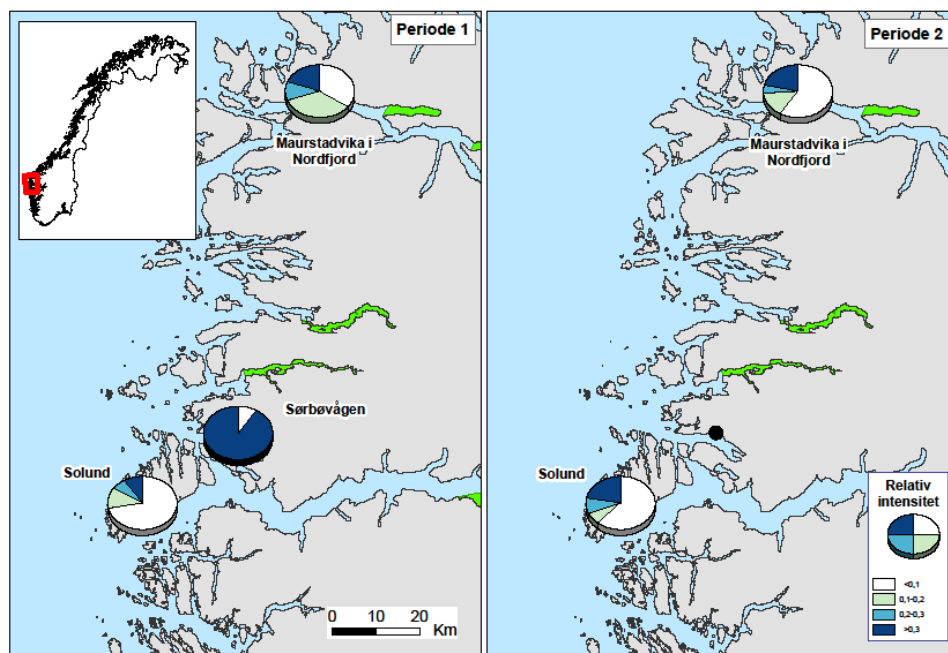 Periode 1
Maurstadvika i
Nordfjord
Sørbøvågen
Solund
0 10 20
Km
Periode 2
Maurstadvika i
Nordfjord
Solund
Relativ
intensitet
<0,1
0,1-0,2
0,2-0,3
>0,3